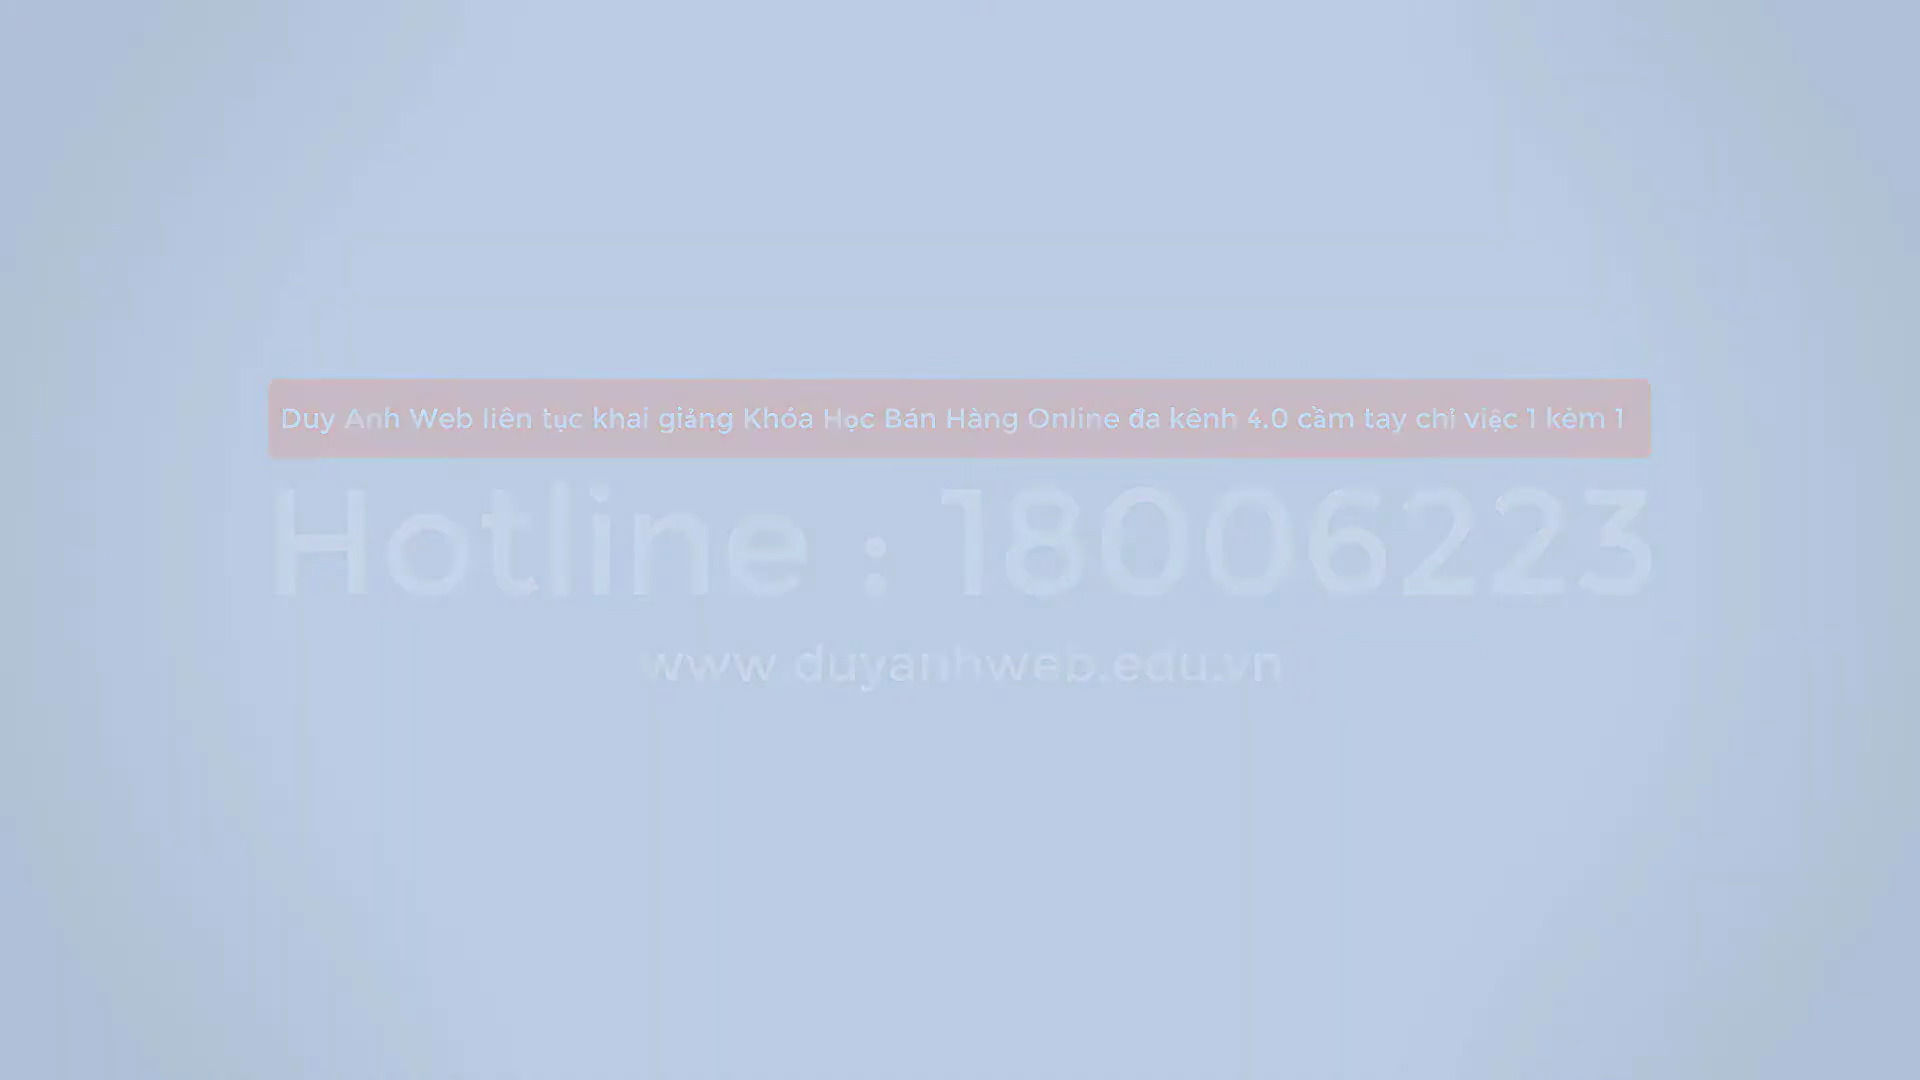 Duy Anh Web liên tục khai giảng Khóa Học Bán Hàng Online đa kênh 4.0 cầm tay chỉ việc 1 kèm 1
Hotline : 18006223
www.duyanhweb.edu.vn